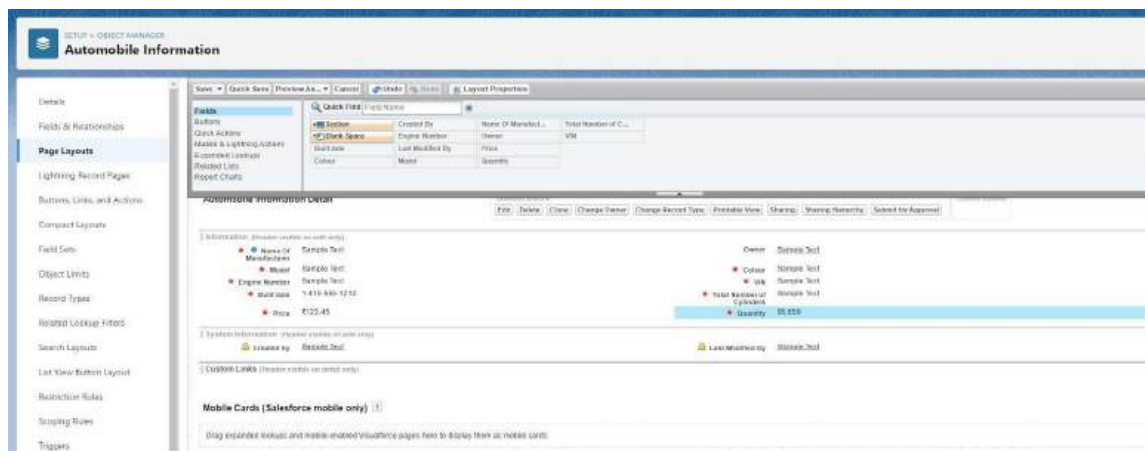 SETUP > OBJECT MANAGER
Automobile Information
Details
Fields & Relationships
Page Layouts
Lightning Record Pages
Buttons, Links, and Actions
Compact Layouts
Field Sets
Object Limits
Record Types
Related Lookup Filters
Search Layouts
List View Button Layout
Restriction Rules
Scoping Rules
Triggers
Save Quick Save Preview As... Cancel Undo Redo Layout Properties
Fields
Buttons
Quick Actions
Mobile & Lightning Actions
Expanded Lookups
Related Lists
Report Charts
Quick Find Field Name
Section Created By Name Of Manufact... Total Number of C...
Blank Space Engine Number Owner VIN
Built date Last Modified By Price
Colour Model Quantity
Automobile Information Detail
Edit Delete Clone Change Owner Change Record Type Printable View Sharing Sharing Hierarchy Submit for Approval
Information (Header visible on edit only)
Name Of Manufacturer Sample Text Owner Sample Text
Model Sample Text Colour Sample Text
Engine Number Sample Text VIN Sample Text
Built date 1-415-555-1212 Total Number of Cylinders Sample Text
Price ₹123.45 Quantity
System Information (Header visible on edit only)
Created By Sample Text Last Modified By Sample Text
Custom Links (Header visible on edit only)
Mobile Cards (Salesforce mobile only)
Drag expanded lookups and mobile-enabled Visualforce pages here to display them as mobile cards.